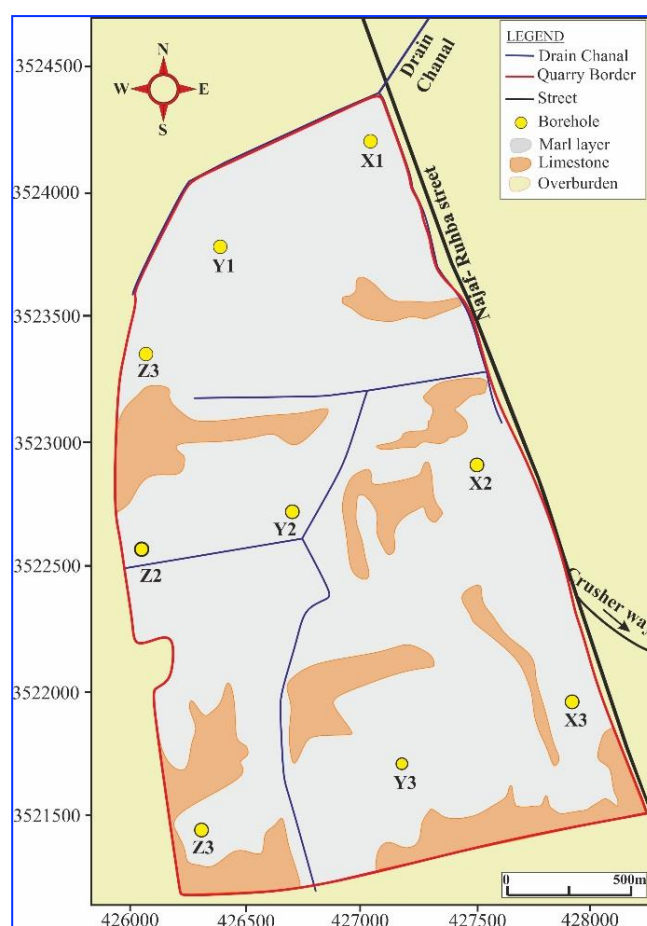 3524500
3524000
3523500
3523000
3522500
3522000
3521500
N
W E
S
Drain
Chanal
LEGEND
Drain Chanal
Quarry Border
Street
Borehole
Marl layer
Limestone
Overburden
X1
Y1
Najaf- Ruhba street
Z3
X2
Y2
Z2
Crusher way
X3
Y3
Z3
0 500m
426000 426500 427000 427500 428000